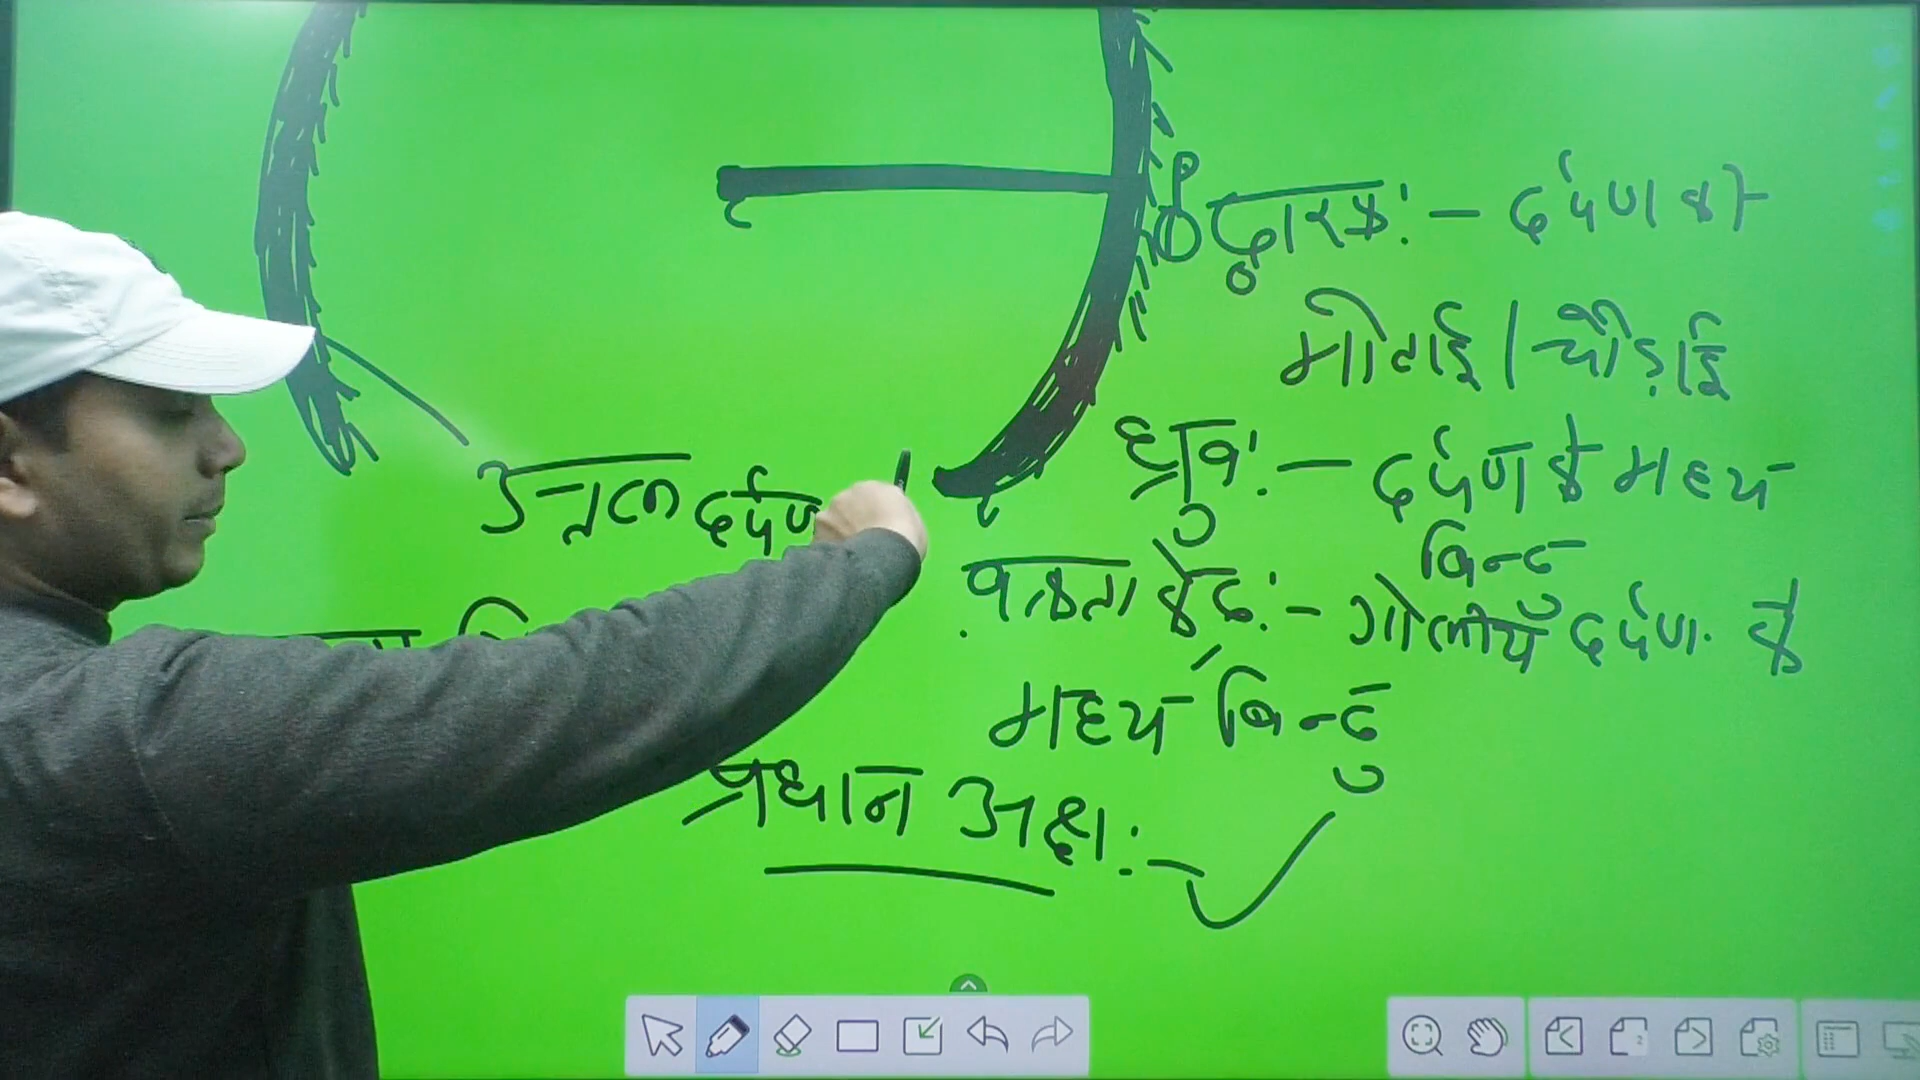 द्वारक :- दर्पण की
मोटाई / चौड़ाई
ध्रुव :- दर्पण के मध्य
बिन्दु
उत्तल दर्पण
वक्रता केंद्र :- गोलीय दर्पण के
मध्य बिन्दु
प्रधान अक्ष :-